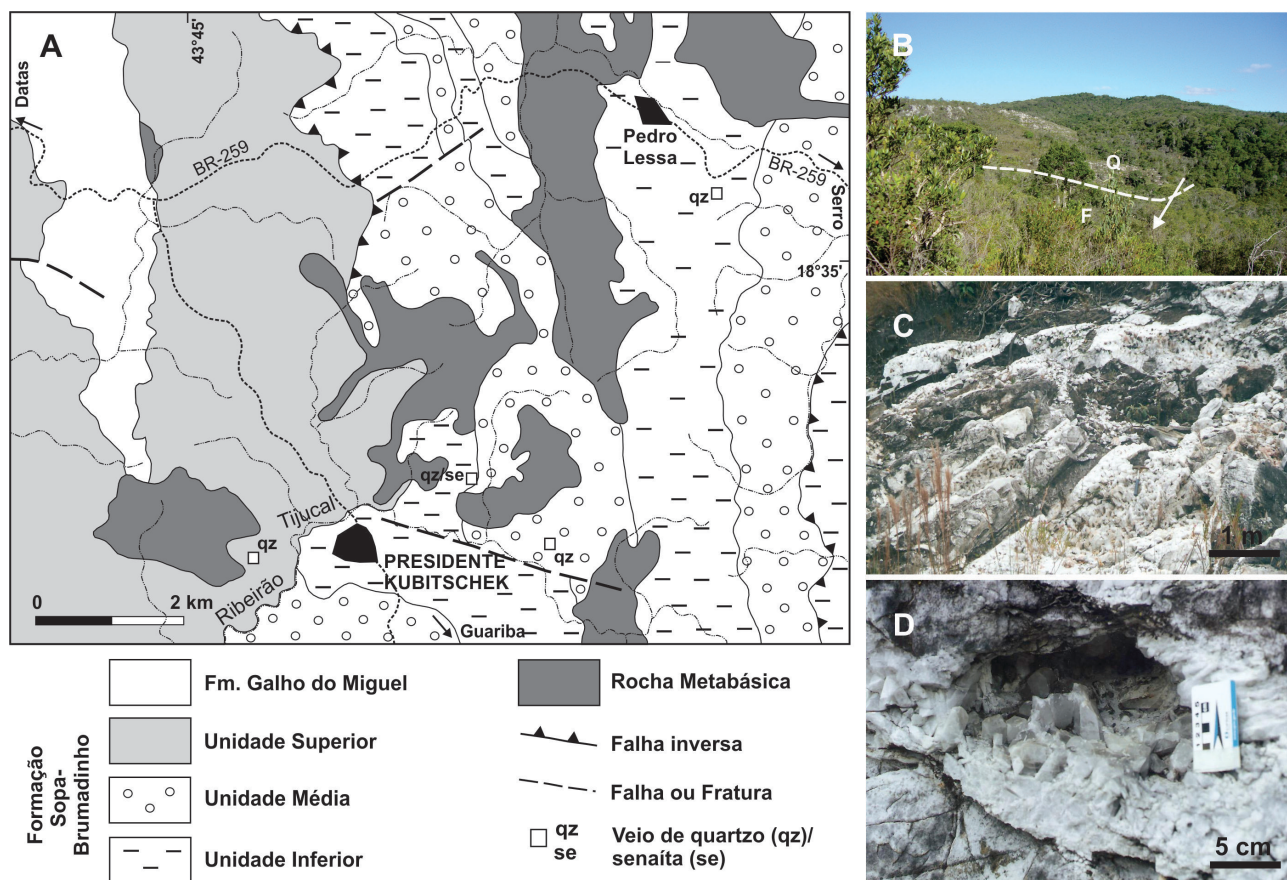 A
43°45'
Datas
BR-259
Pedro
Lessa
BR-259
Serro
qz
18°35'
qz/se
Tijucal
qz
qz
PRESIDENTE
KUBITSCHEK
Ribeirão
0 2 km
Guariba
B
Q
F
C
1 m
D
5 cm
Formação
Sopa-
Brumadinho
Fm. Galho do Miguel
Unidade Superior
Unidade Média
Unidade Inferior
Rocha Metabásica
Falha inversa
Falha ou Fratura
qz
se
Veio de quartzo (qz)/
senaíta (se)